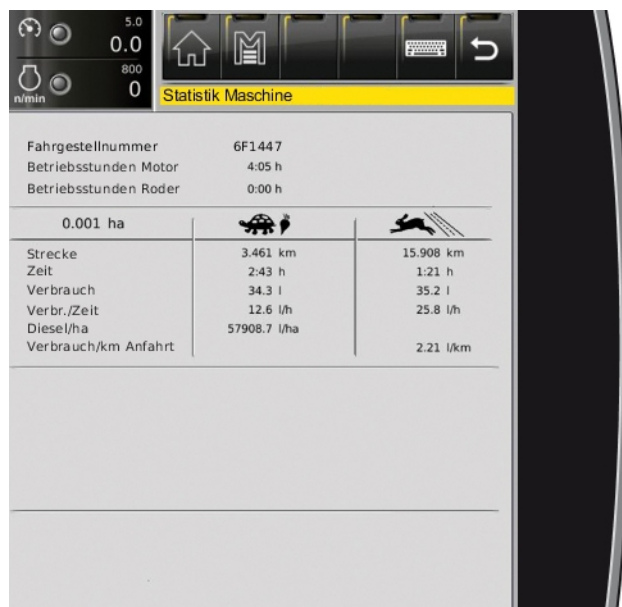 5.0
0.0
800
n/min 0
Statistik Maschine
Fahrgestellnummer 6F1447
Betriebsstunden Motor 4:05 h
Betriebsstunden Roder 0:00 h
0.001 ha
Strecke 3.461 km 15.908 km
Zeit 2:43 h 1:21 h
Verbrauch 34.3 l 35.2 l
Verbr./Zeit 12.6 l/h 25.8 l/h
Diesel/ha 57908.7 l/ha
Verbrauch/km Anfahrt 2.21 l/km